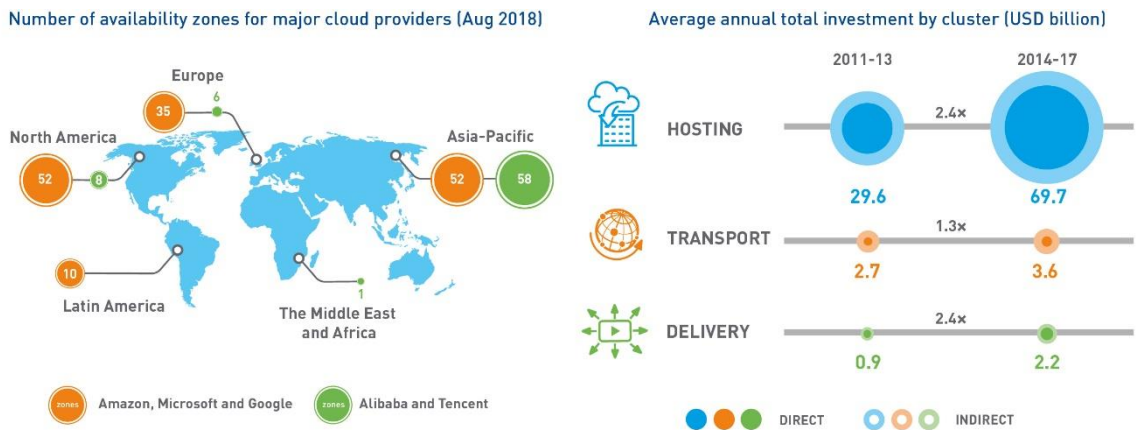 Number of availability zones for major cloud providers (Aug 2018)
Europe
6
35
North America
52
8
Asia-Pacific
52
58
10
Latin America
1
The Middle East
and Africa
zones
Amazon, Microsoft and Google
zones
Alibaba and Tencent
Average annual total investment by cluster (USD billion)
2011-13
2014-17
HOSTING
2.4×
29.6
69.7
TRANSPORT
1.3×
2.7
3.6
DELIVERY
2.4×
0.9
2.2
DIRECT
INDIRECT